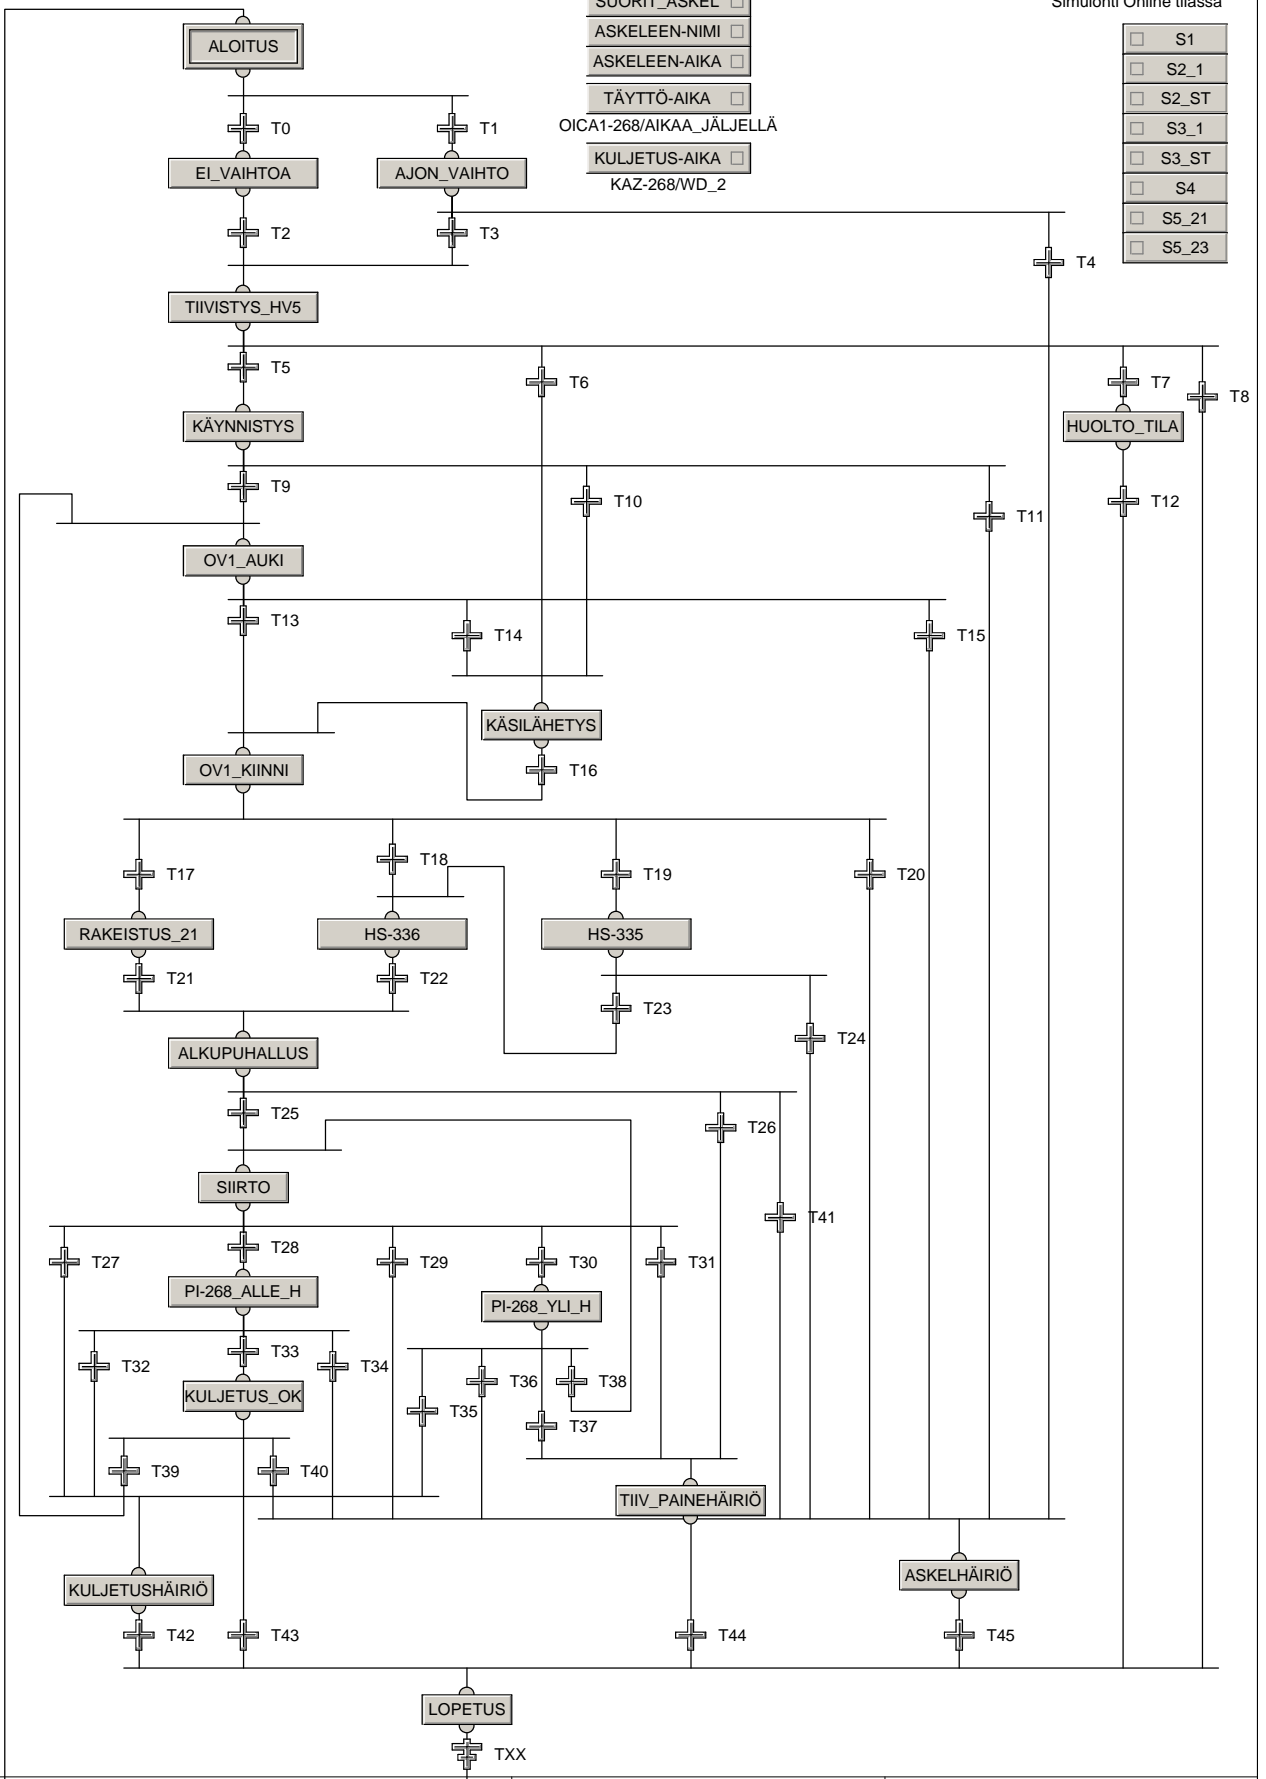 SUORIT_ASKEL
Simulointi Online tilassa
ALOITUS
ASKELEEN-NIMI
S1
ASKELEEN-AIKA
S2_1
TÄYTTÖ-AIKA
S2_ST
T0
T1
OICA1-268/AIKAA_JÄLJELLÄ
S3_1
EI_VAIHTOA
AJON_VAIHTO
KULJETUS-AIKA
S3_ST
KAZ-268/WD_2
S4
S5_21
T2
T3
S5_23
T4
TIIVISTYS_HV5
T5
T6
T7
T8
KÄYNNISTYS
HUOLTO_TILA
T9
T10
T11
T12
OV1_AUKI
T13
T14
T15
KÄSILÄHETYS
OV1_KIINNI
T16
T17
T18
T19
T20
RAKEISTUS_21
HS-336
HS-335
T21
T22
T23
T24
ALKUPUHALLUS
T25
T26
SIIRTO
T41
T27
T28
T29
T30
T31
PI-268_ALLE_H
PI-268_YLI_H
T32
T33
T34
T36
T38
KULJETUS_OK
T35
T37
T39
T40
TIIV_PAINEHÄIRIÖ
KULJETUSHÄIRIÖ
ASKELHÄIRIÖ
T42
T43
T44
T45
LOPETUS
TXX